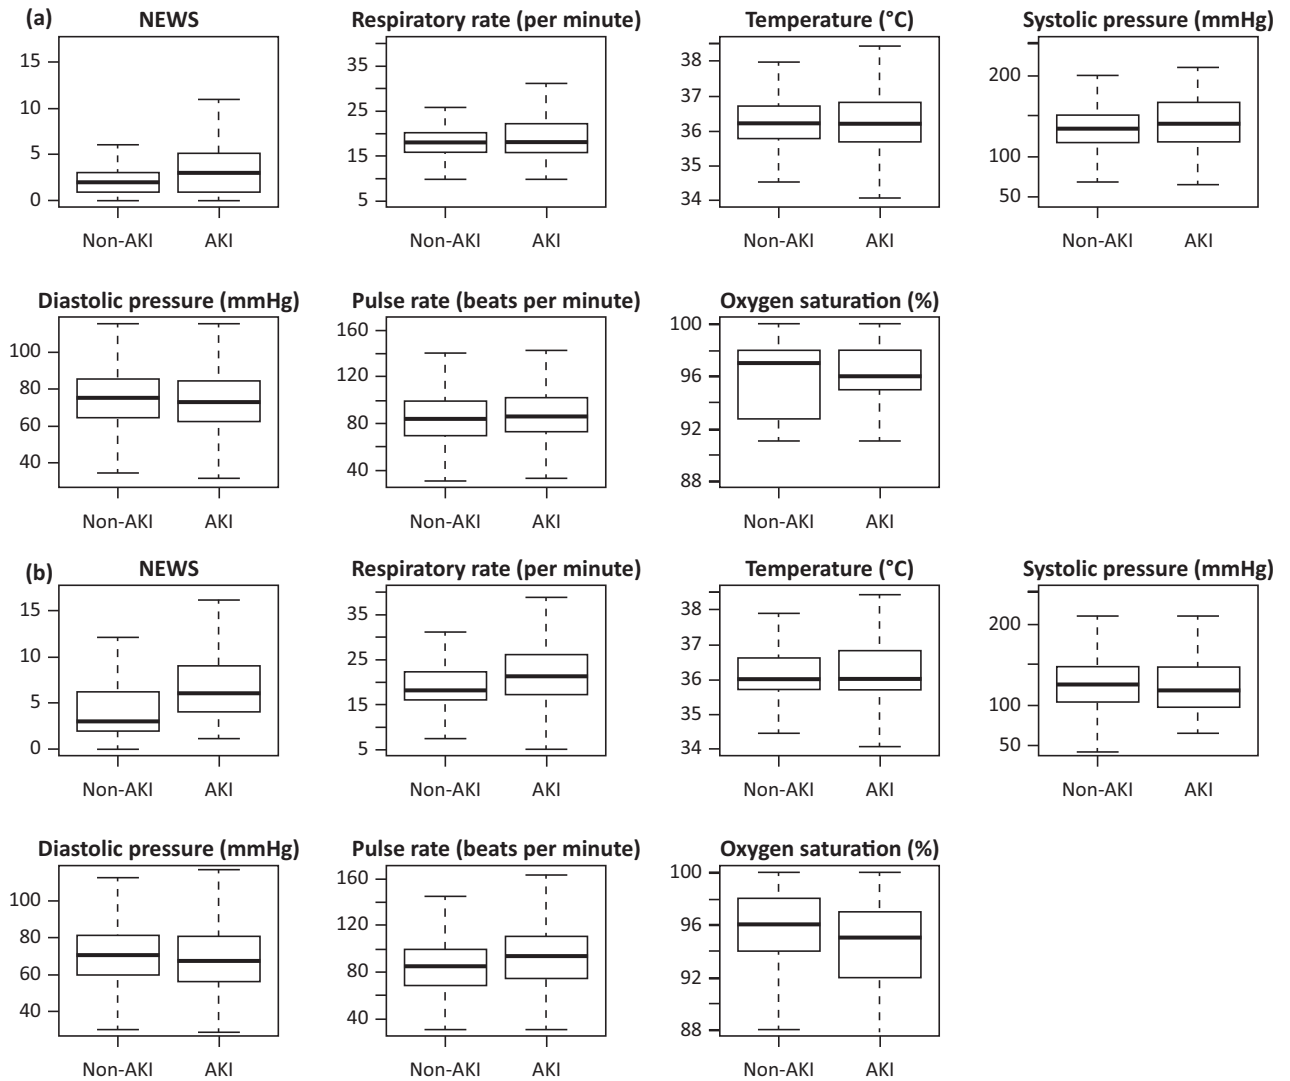 (a)
NEWS
15
10
5
0
Non-AKI AKI
Respiratory rate (per minute)
35
25
15
5
Non-AKI AKI
Temperature (°C)
38
37
36
35
34
Non-AKI AKI
Systolic pressure (mmHg)
200
100
50
Non-AKI AKI
Diastolic pressure (mmHg)
100
80
60
40
Non-AKI AKI
Pulse rate (beats per minute)
160
120
80
40
Non-AKI AKI
Oxygen saturation (%)
100
96
92
88
Non-AKI AKI
(b)
NEWS
15
10
5
0
Non-AKI AKI
Respiratory rate (per minute)
35
25
15
5
Non-AKI AKI
Temperature (°C)
38
37
36
35
34
Non-AKI AKI
Systolic pressure (mmHg)
200
100
50
Non-AKI AKI
Diastolic pressure (mmHg)
100
80
60
40
Non-AKI AKI
Pulse rate (beats per minute)
160
120
80
40
Non-AKI AKI
Oxygen saturation (%)
100
96
92
88
Non-AKI AKI